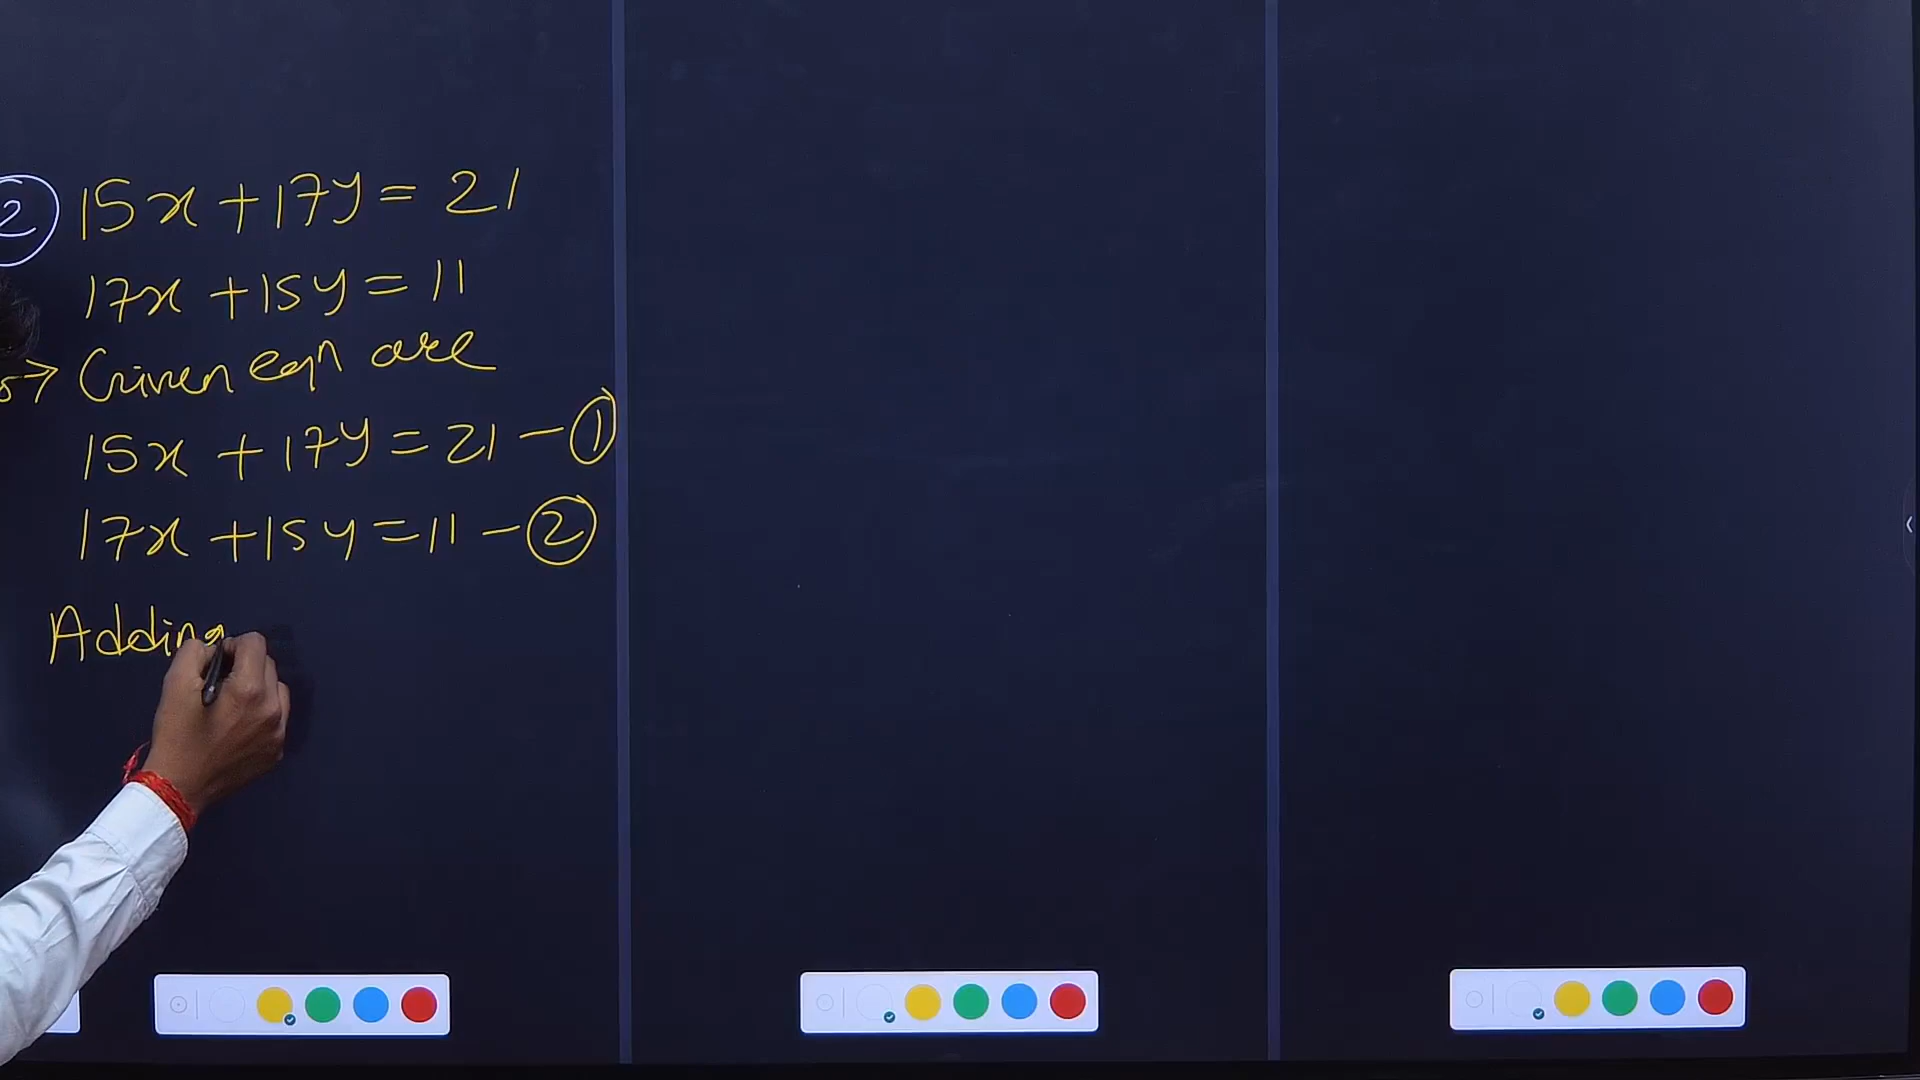 ② 15x + 17y = 21
17x + 15y = 11
→ Given eqn are
15x + 17y = 21 - ①
17x + 15y = 11 - ②
Adding